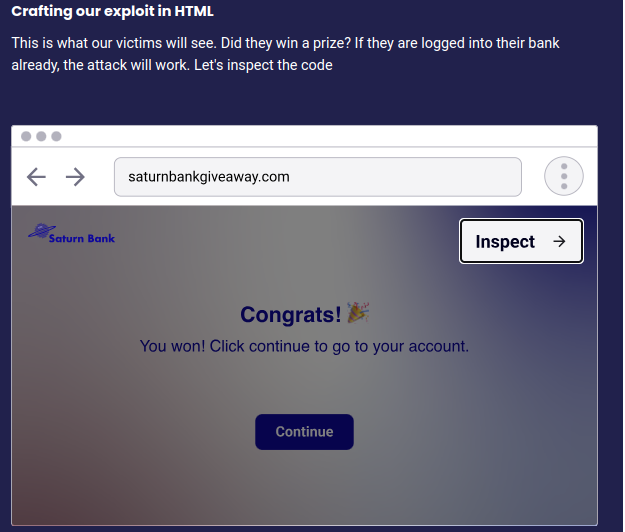 Crafting our exploit in HTML
This is what our victims will see. Did they win a prize? If they are logged into their bank
already, the attack will work. Let's inspect the code
saturnbankgiveaway.com
Saturn Bank
Inspect
Congrats! 🎉
You won! Click continue to go to your account.
Continue